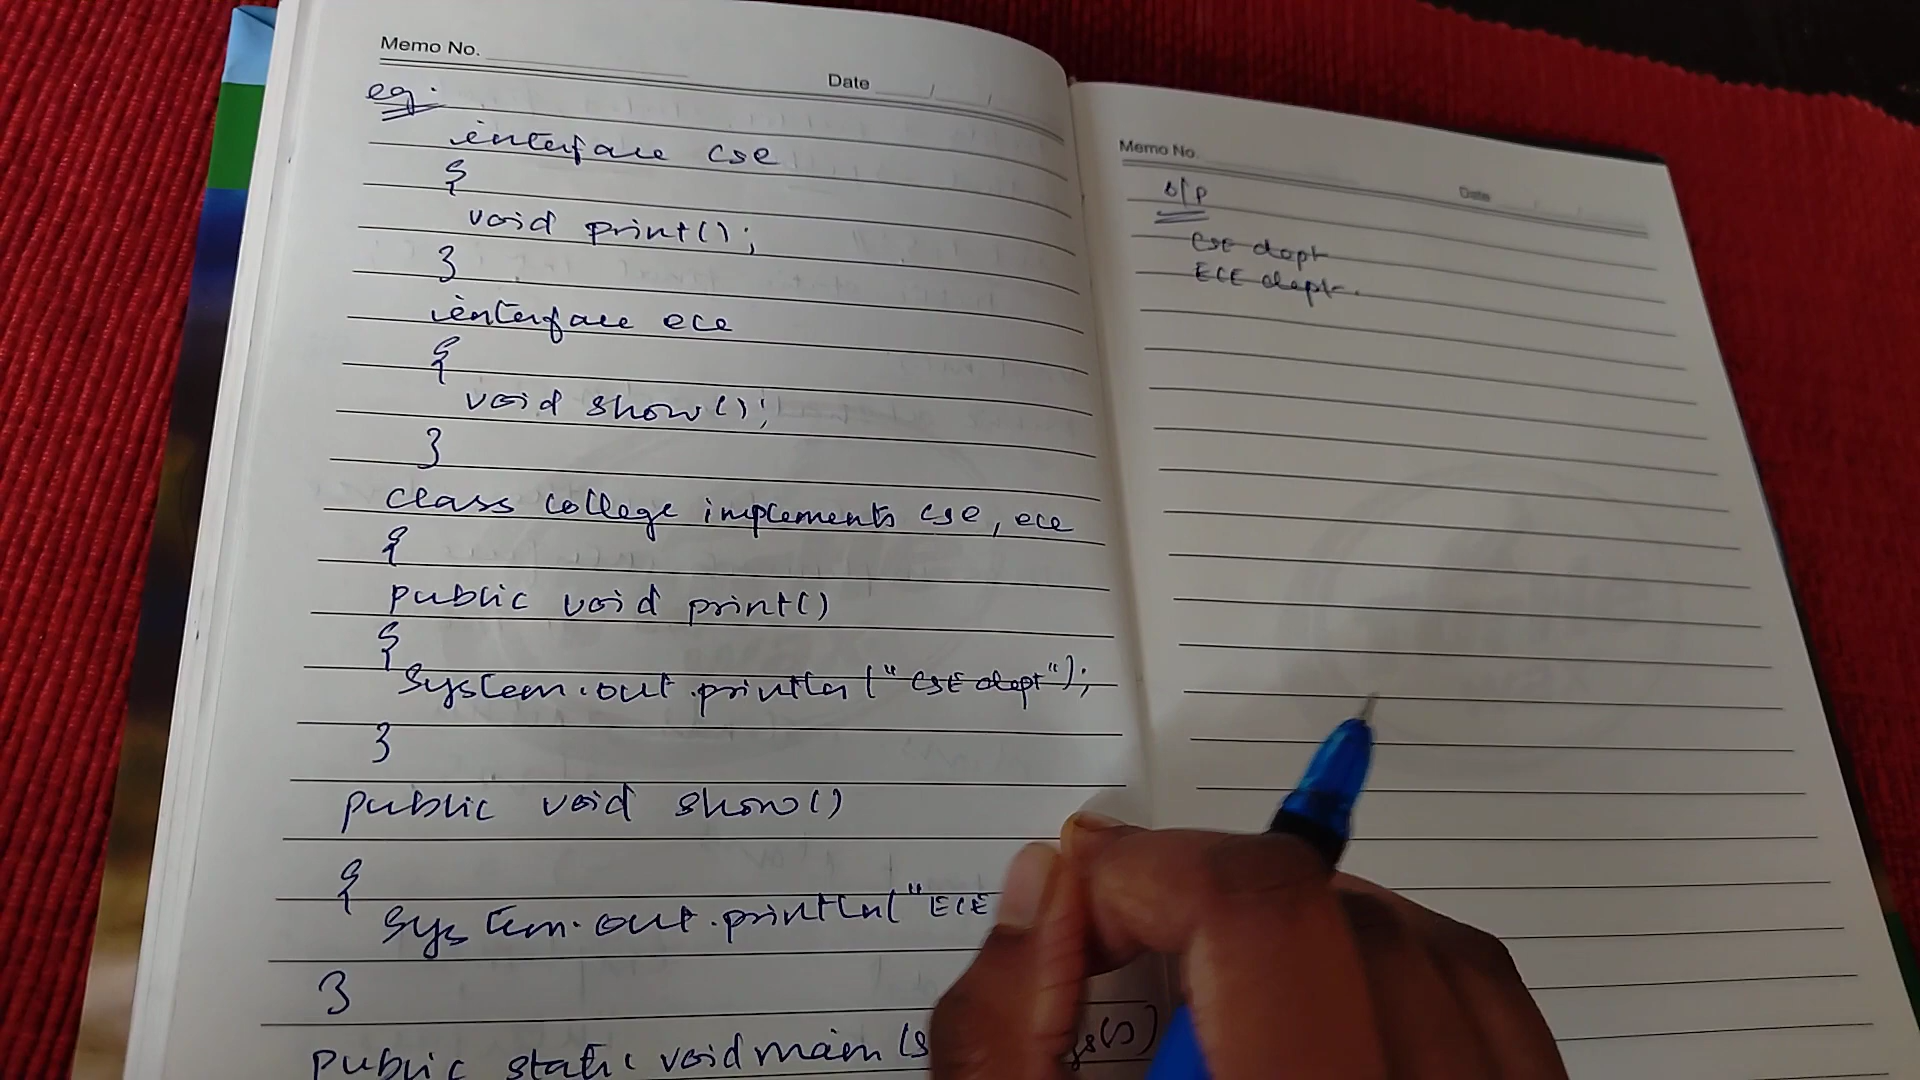 Memo No.
Date / /
eg:
interface cse
{
void print();
}
interface ece
{
void show();
}
class college implements cse, ece
{
public void print()
{
System.out.println("CSE dept");
}
public void show()
{
System.out.println("ECE
}
public static void main (s
Memo No.
Date
o/p
CSE dept
ECE dept.